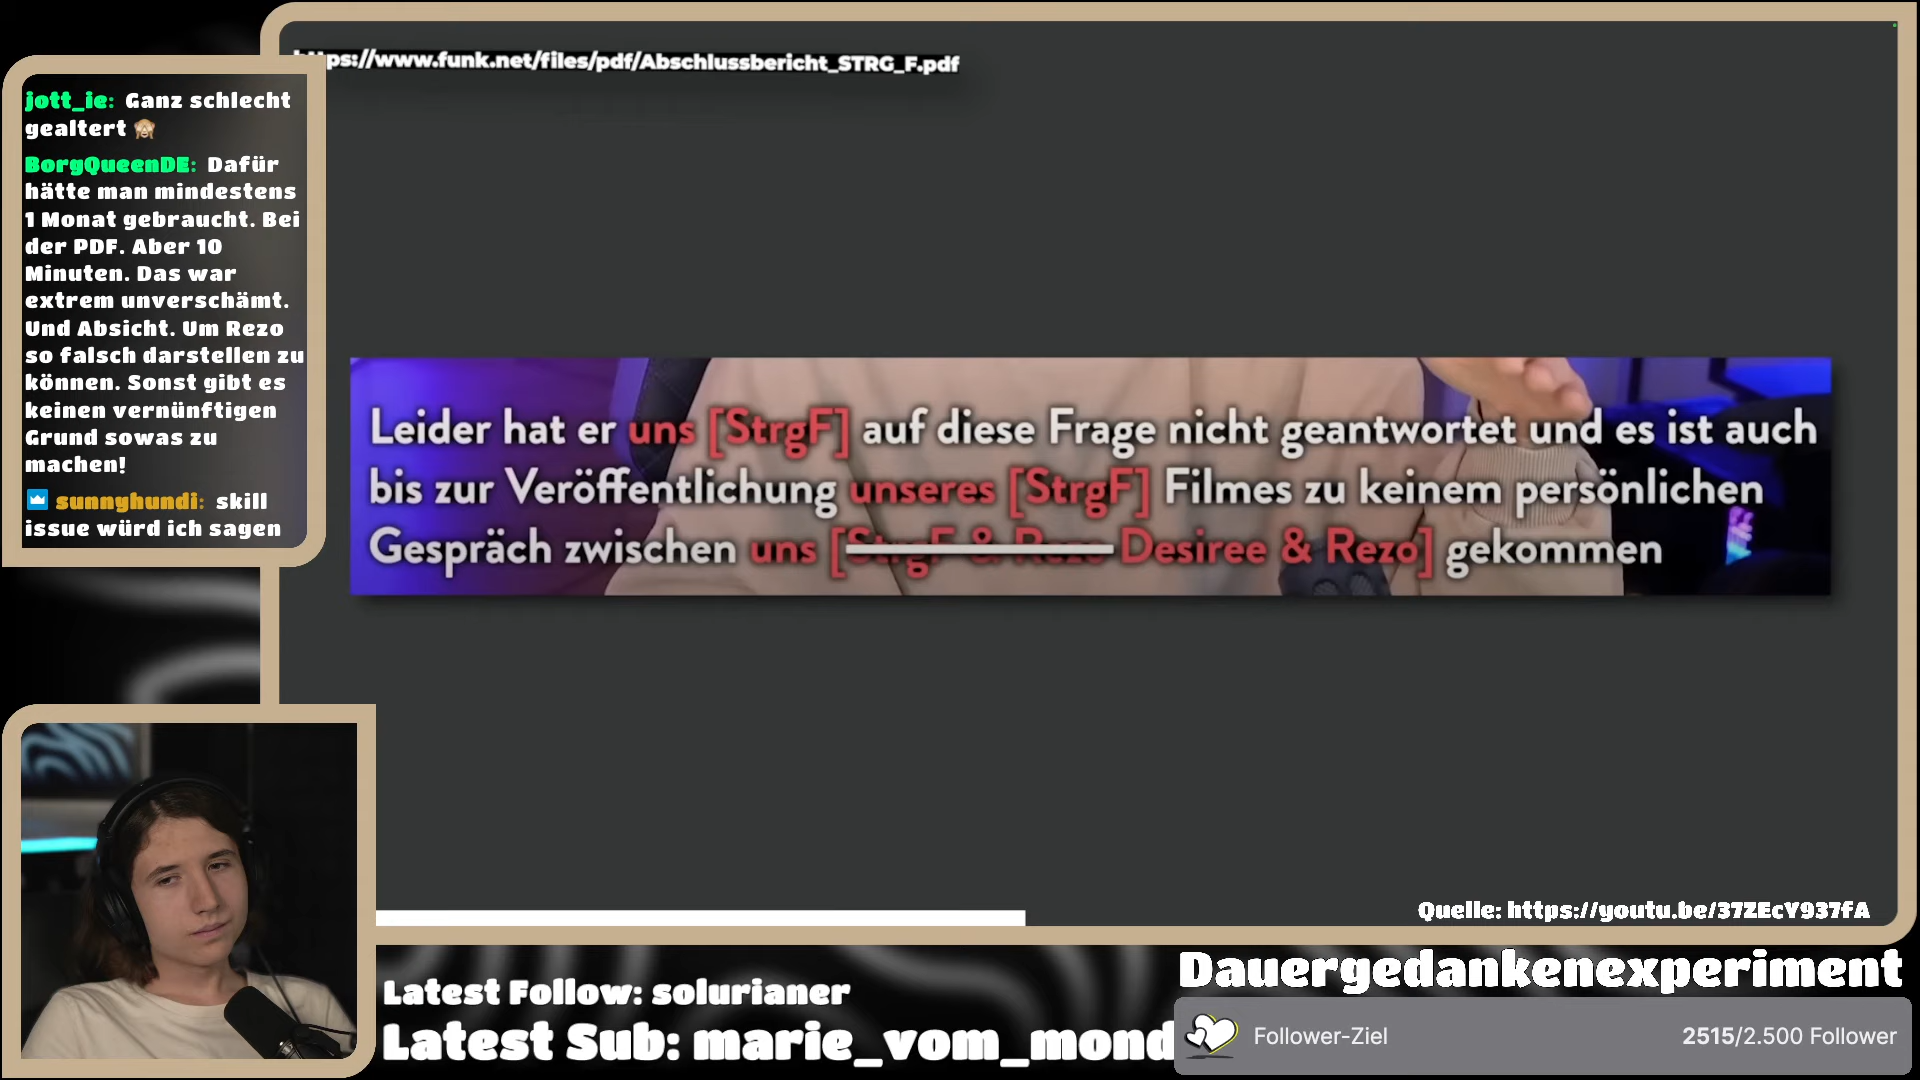 https://www.funk.net/files/pdf/Abschlussbericht_STRG_F.pdf
jott_ie: Ganz schlecht
gealtert 🙈
BorgQueenDE: Dafür
hätte man mindestens
1 Monat gebraucht. Bei
der PDF. Aber 10
Minuten. Das war
extrem unverschämt.
Und Absicht. Um Rezo
so falsch darstellen zu
können. Sonst gibt es
keinen vernünftigen
Grund sowas zu
machen!
sunnyhundi: skill
issue würd ich sagen
Leider hat er uns [StrgF] auf diese Frage nicht geantwortet und es ist auch
bis zur Veröffentlichung unseres [StrgF] Filmes zu keinem persönlichen
Gespräch zwischen uns [StrgF & Rezo Desiree & Rezo] gekommen
Quelle: https://youtu.be/37ZEcY937fA
Dauergedankenexperiment
Latest Follow: solurianer
Latest Sub: marie_vom_mond
Follower-Ziel
2515/2.500 Follower